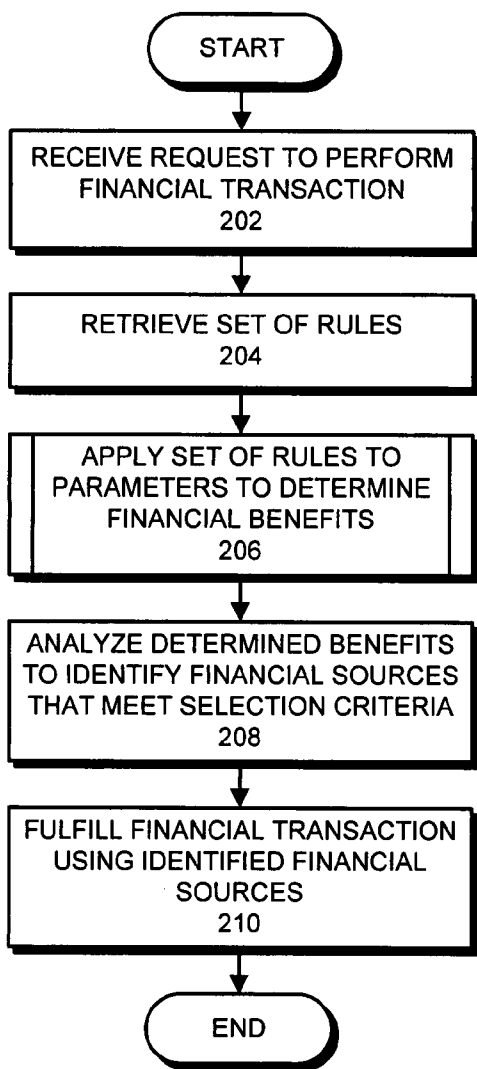 START
RECEIVE REQUEST TO PERFORM
FINANCIAL TRANSACTION
202
RETRIEVE SET OF RULES
204
APPLY SET OF RULES TO
PARAMETERS TO DETERMINE
FINANCIAL BENEFITS
206
ANALYZE DETERMINED BENEFITS
TO IDENTIFY FINANCIAL SOURCES
THAT MEET SELECTION CRITERIA
208
FULFILL FINANCIAL TRANSACTION
USING IDENTIFIED FINANCIAL
SOURCES
210
END